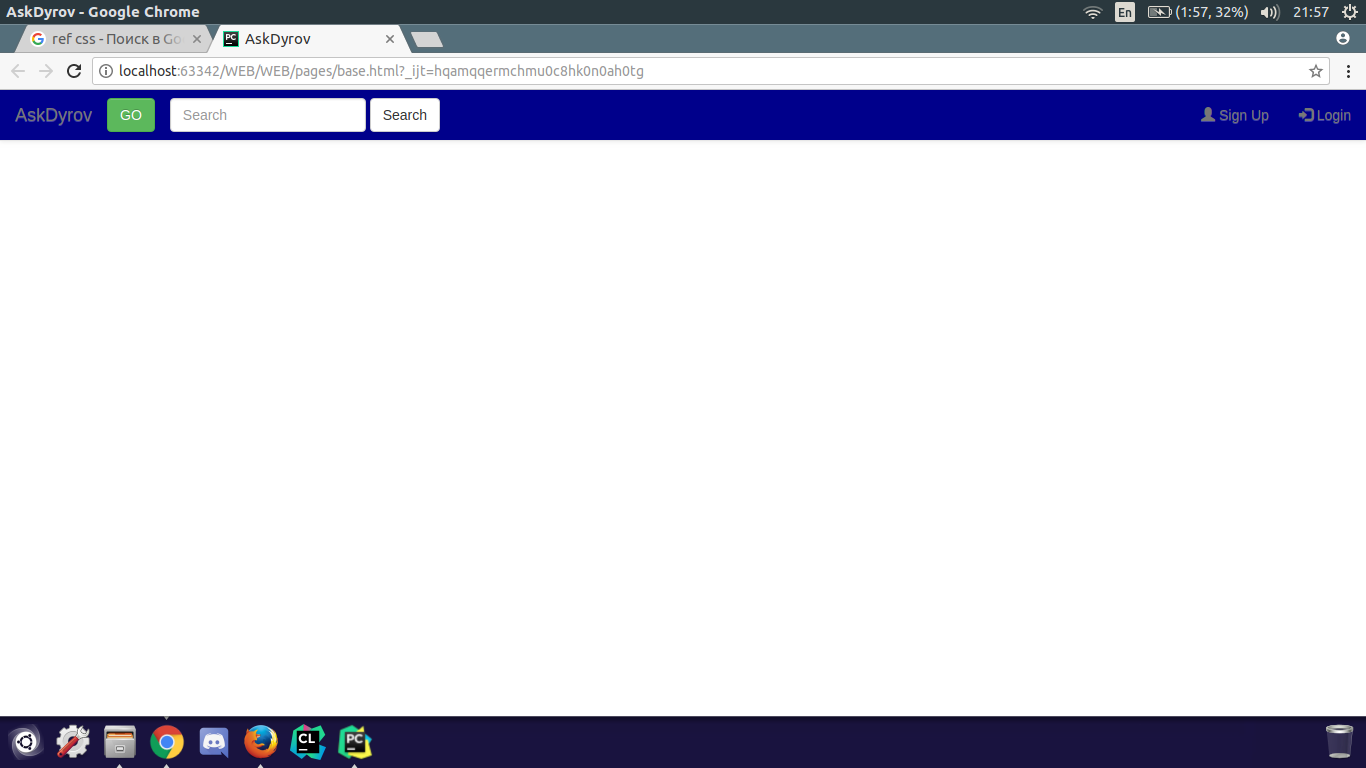 AskDyrov - Google Chrome En (1:57, 32%) 21:57
ref css - Поиск в Go AskDyrov
localhost:63342/WEB/WEB/pages/base.html?_ijt=hqamqqermchmu0c8hk0n0ah0tg
AskDyrov GO Search Search Sign Up Login
CL PC